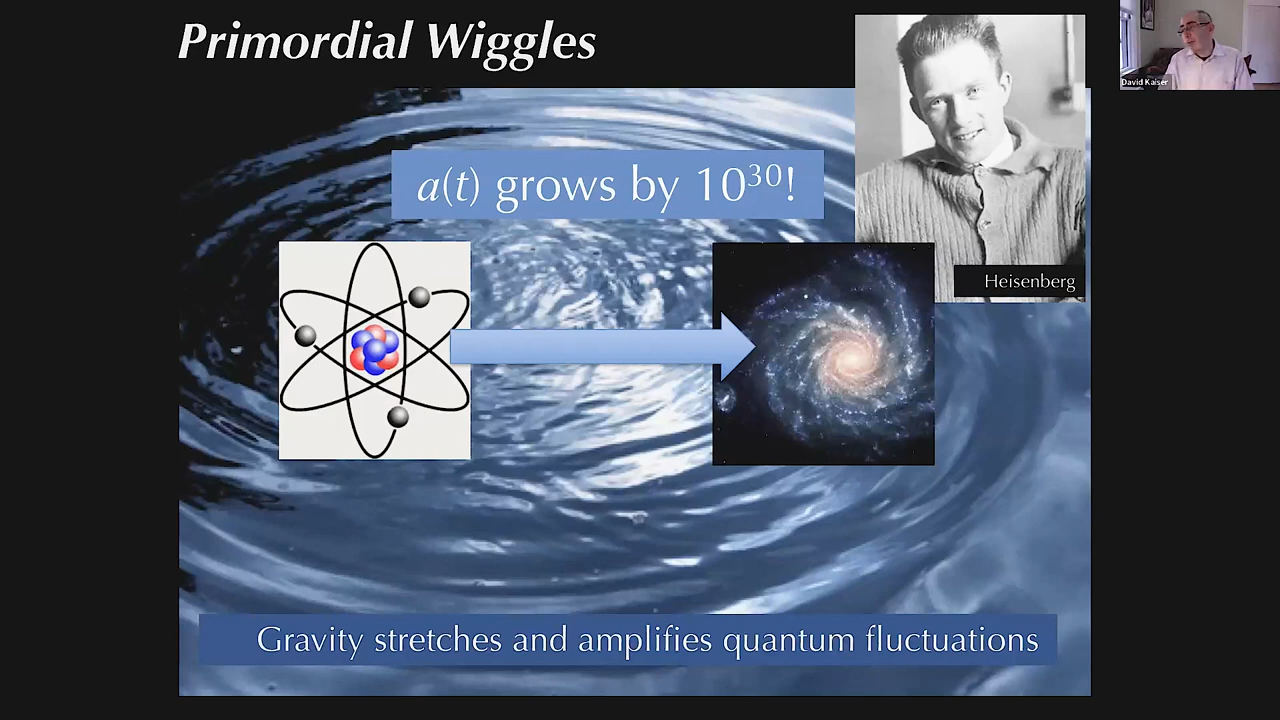 Primordial Wiggles
David Kaiser
a(t) grows by 10³⁰!
Heisenberg
Gravity stretches and amplifies quantum fluctuations